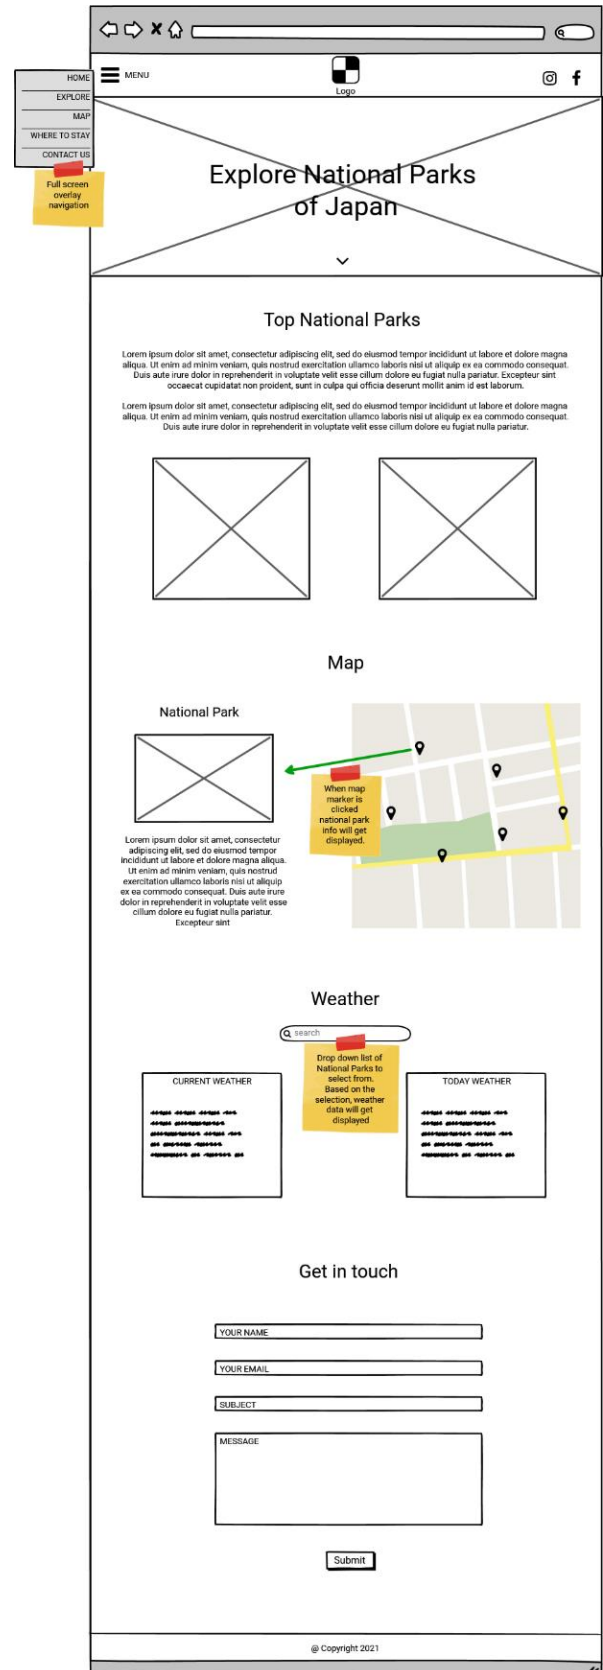 MENU
Logo
HOME
EXPLORE
MAP
WHERE TO STAY
CONTACT US
Full screen
overlay
navigation
Explore National Parks
of Japan
Top National Parks
Lorem ipsum dolor sit amet, consectetur adipiscing elit, sed do eiusmod tempor incididunt ut labore et dolore magna
aliqua. Ut enim ad minim veniam, quis nostrud exercitation ullamco laboris nisi ut aliquip ex ea commodo consequat.
Duis aute irure dolor in reprehenderit in voluptate velit esse cillum dolore eu fugiat nulla pariatur. Excepteur sint
occaecat cupidatat non proident, sunt in culpa qui officia deserunt mollit anim id est laborum.
Lorem ipsum dolor sit amet, consectetur adipiscing elit, sed do eiusmod tempor incididunt ut labore et dolore magna
aliqua. Ut enim ad minim veniam, quis nostrud exercitation ullamco laboris nisi ut aliquip ex ea commodo consequat.
Duis aute irure dolor in reprehenderit in voluptate velit esse cillum dolore eu fugiat nulla pariatur.
Map
National Park
Lorem ipsum dolor sit amet, consectetur
adipiscing elit, sed do eiusmod tempor
incididunt ut labore et dolore magna aliqua.
Ut enim ad minim veniam, quis nostrud
exercitation ullamco laboris nisi ut aliquip
ex ea commodo consequat. Duis aute irure
dolor in reprehenderit in voluptate velit esse
cillum dolore eu fugiat nulla pariatur.
Excepteur sint
When map
marker is
clicked
national park
info will get
displayed.
Weather
search
Drop down list of
National Parks to
select from.
Based on the
selection, weather
data will get
displayed
CURRENT WEATHER
TODAY WEATHER
Get in touch
YOUR NAME
YOUR EMAIL
SUBJECT
MESSAGE
Submit
@ Copyright 2021